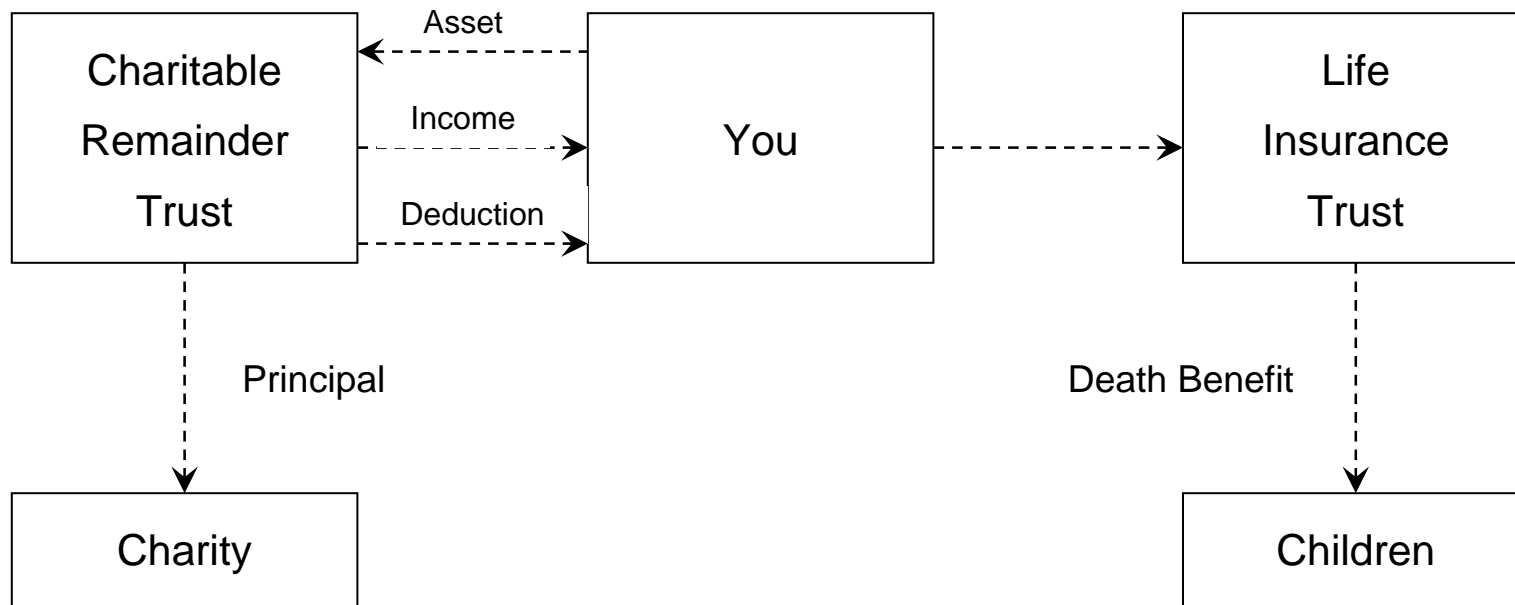 Asset
Charitable
Remainder
Trust
Income
Deduction
You
Life
Insurance
Trust
Principal
Death Benefit
Charity
Children